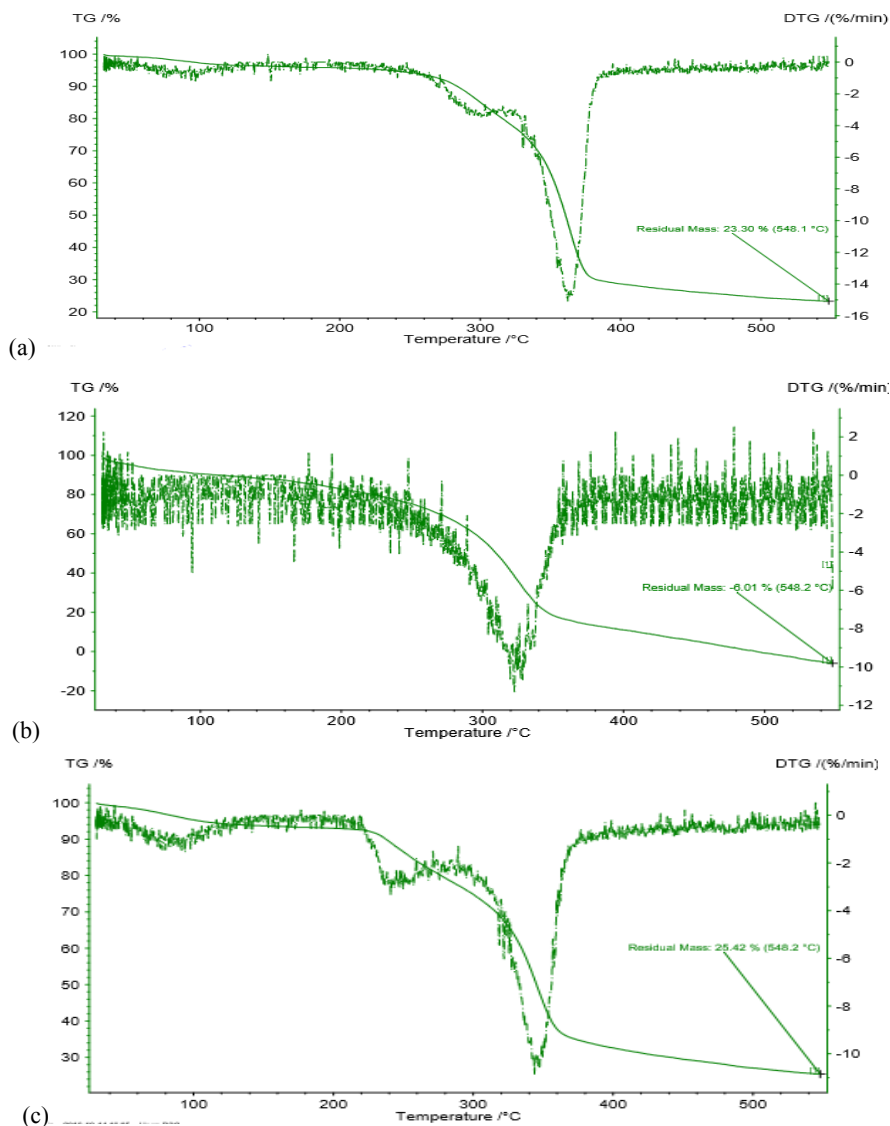 TG /%
DTG /(%/min)
100
90
80
70
60
50
40
30
20
0
-2
-4
-6
-8
-10
-12
-14
-16
Residual Mass: 23.30 % (548.1 °C)
100 200 300 400 500
Temperature /°C
(a)
TG /%
DTG /(%/min)
120
100
80
60
40
20
0
-20
2
0
-2
-4
-6
-8
-10
-12
[1]
Residual Mass: -6.01 % (548.2 °C)
100 200 300 400 500
Temperature /°C
(b)
TG /%
DTG /(%/min)
100
90
80
70
60
50
40
30
0
-2
-4
-6
-8
-10
Residual Mass: 25.42 % (548.2 °C)
100 200 300 400 500
Temperature /°C
(c)